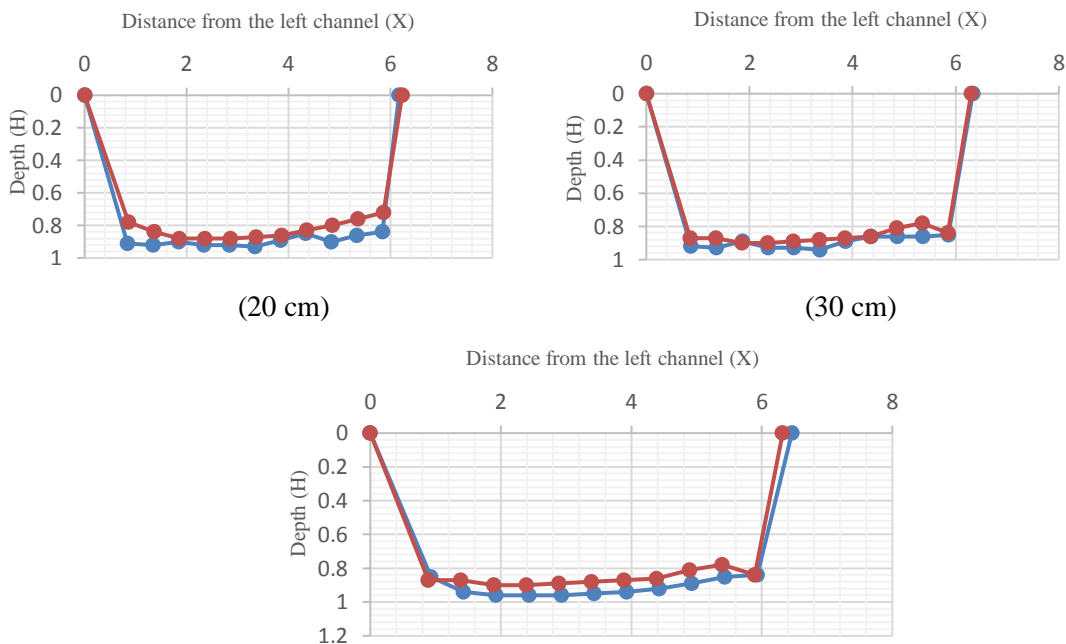 Distance from the left channel (X)
0 2 4 6 8
0
0.2
0.4
0.6
0.8
1
Depth (H)
(20 cm)
Distance from the left channel (X)
0 2 4 6 8
0
0.2
0.4
0.6
0.8
1
Depth (H)
(30 cm)
Distance from the left channel (X)
0 2 4 6 8
0
0.2
0.4
0.6
0.8
1
1.2
Depth (H)